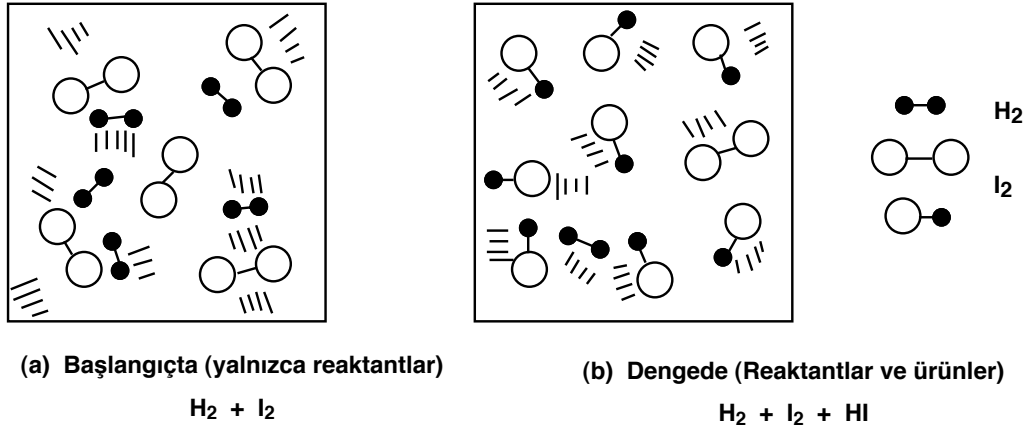 H2
I2
(a) Başlangıçta (yalnızca reaktantlar)
H2 + I2
(b) Dengede (Reaktantlar ve ürünler)
H2 + I2 + HI